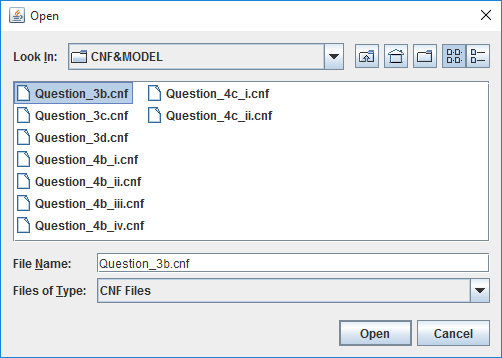 Open
Look In: CNF&MODEL
Question_3b.cnf
Question_3c.cnf
Question_3d.cnf
Question_4b_i.cnf
Question_4b_ii.cnf
Question_4b_iii.cnf
Question_4b_iv.cnf
Question_4c_i.cnf
Question_4c_ii.cnf
File Name: Question_3b.cnf
Files of Type: CNF Files
Open Cancel